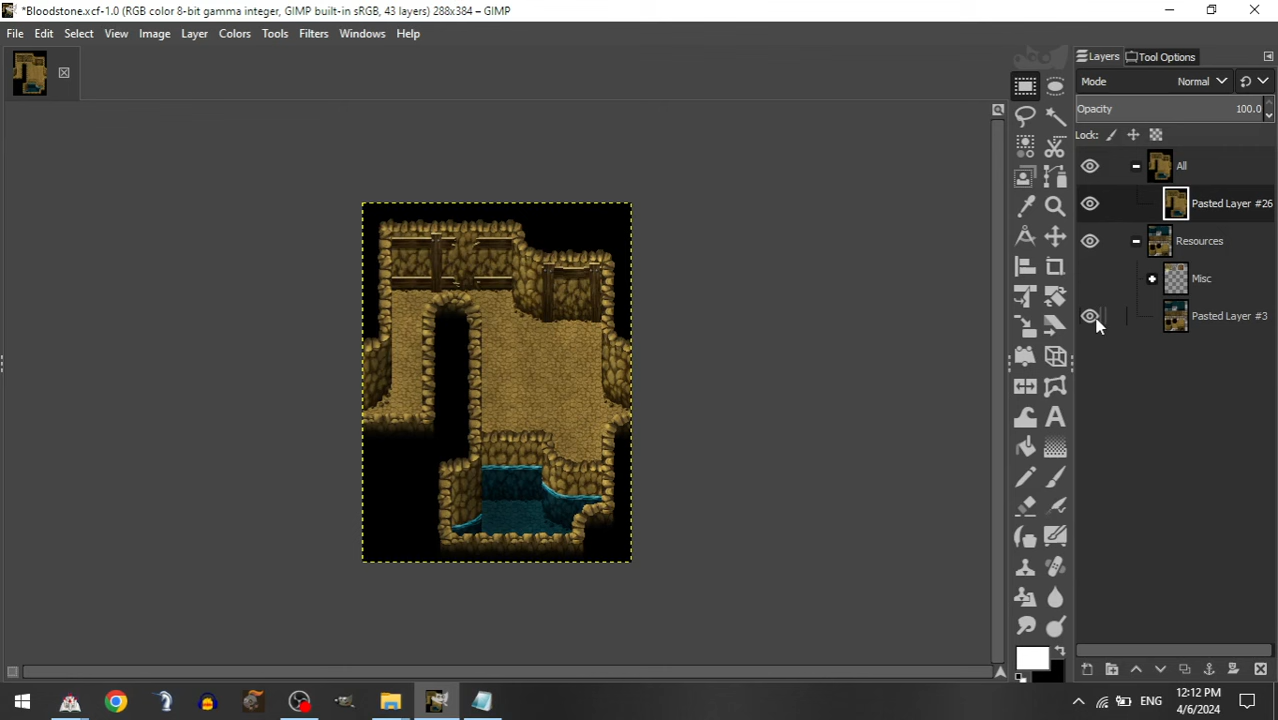 *Bloodstone.xcf-1.0 (RGB color 8-bit gamma integer, GIMP built-in sRGB, 43 layers) 288x384 – GIMP
File Edit Select View Image Layer Colors Tools Filters Windows Help
Layers Tool Options
Mode Normal
Opacity 100.0
Lock:
All
Pasted Layer #26
Resources
Misc
Pasted Layer #3
ENG
12:12 PM
4/6/2024